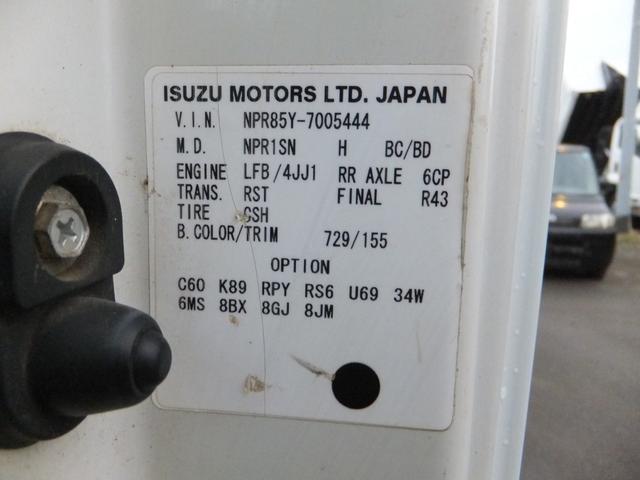 ISUZU MOTORS LTD. JAPAN
V.I.N. NPR85Y-7005444
M.D. NPR1SN H BC/BD
ENGINE LFB/4JJ1 RR AXLE 6CP
TRANS. RST FINAL R43
TIRE GSH
B.COLOR/TRIM 729/155
OPTION
C60 K89 RPY RS6 U69 34W
6MS 8BX 8GJ 8JM